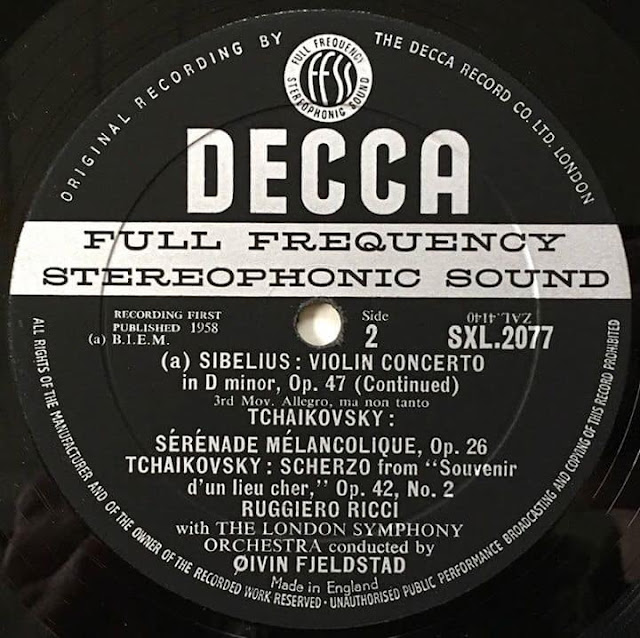 ORIGINAL RECORDING BY
THE DECCA RECORD CO. LTD. LONDON
FULL FREQUENCY
FFSS
STEREOPHONIC SOUND
DECCA
FULL FREQUENCY
STEREOPHONIC SOUND
RECORDING FIRST
PUBLISHED 1958
(a) B.I.E.M.
Side
2
ZAL.4140
SXL.2077
(a) SIBELIUS : VIOLIN CONCERTO
in D minor, Op. 47 (Continued)
3rd Mov. Allegro, ma non tanto
TCHAIKOVSKY :
SÉRÉNADE MÉLANCOLIQUE, Op. 26
TCHAIKOVSKY : SCHERZO from "Souvenir
d'un lieu cher," Op. 42, No. 2
RUGGIERO RICCI
with THE LONDON SYMPHONY
ORCHESTRA conducted by
ØIVIN FJELDSTAD
Made in England
ALL RIGHTS OF THE MANUFACTURER AND OF THE OWNER OF THE RECORDED WORK RESERVED · UNAUTHORISED PUBLIC PERFORMANCE BROADCASTING AND COPYING OF THIS RECORD PROHIBITED